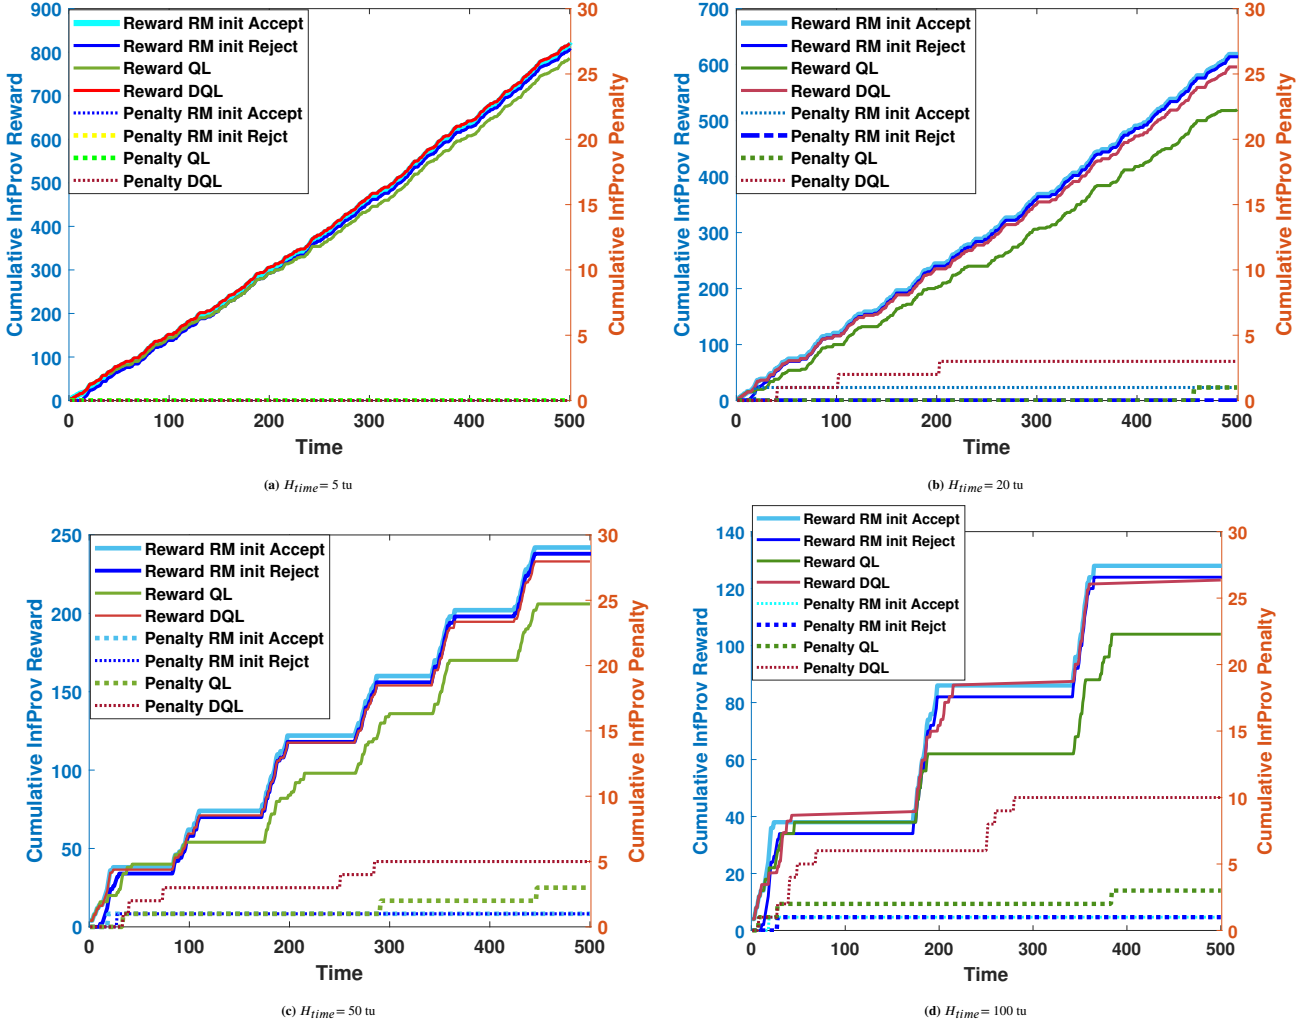 900
800
700
600
500
400
300
200
100
0
Cumulative InfProv Reward
Reward RM init Accept
Reward RM init Reject
Reward QL
Reward DQL
Penalty RM init Accept
Penalty RM init Rejct
Penalty QL
Penalty DQL
30
25
20
15
10
5
0
Cumulative InfProv Penalty
0 100 200 300 400 500
Time
(a) H_time= 5 tu
700
600
500
400
300
200
100
0
Cumulative InfProv Reward
Reward RM init Accept
Reward RM init Reject
Reward QL
Reward DQL
Penalty RM init Accept
Penalty RM init Rejct
Penalty QL
Penalty DQL
30
25
20
15
10
5
0
Cumulative InfProv Penalty
0 100 200 300 400 500
Time
(b) H_time= 20 tu
250
200
150
100
50
0
Cumulative InfProv Reward
Reward RM init Accept
Reward RM init Reject
Reward QL
Reward DQL
Penalty RM init Accept
Penalty RM init Rejct
Penalty QL
Penalty DQL
30
25
20
15
10
5
0
Cumulative InfProv Penalty
0 100 200 300 400 500
Time
(c) H_time= 50 tu
140
120
100
80
60
40
20
0
Cumulative InfProv Reward
Reward RM init Accept
Reward RM init Reject
Reward QL
Reward DQL
Penalty RM init Accept
Penalty RM init Rejct
Penalty QL
Penalty DQL
30
25
20
15
10
5
0
Cumulative InfProv Penalty
0 100 200 300 400 500
Time
(d) H_time= 100 tu